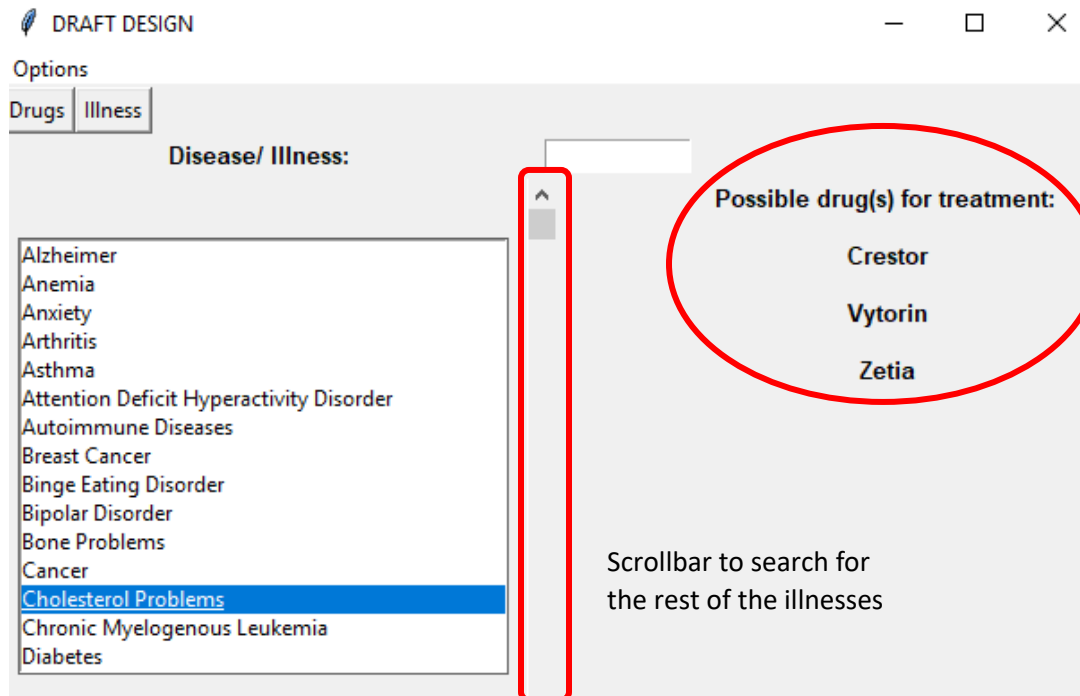 DRAFT DESIGN
Options
Drugs Illness
Disease/ Illness:
Possible drug(s) for treatment:
Crestor
Vytorin
Zetia
Alzheimer
Anemia
Anxiety
Arthritis
Asthma
Attention Deficit Hyperactivity Disorder
Autoimmune Diseases
Breast Cancer
Binge Eating Disorder
Bipolar Disorder
Bone Problems
Cancer
Cholesterol Problems
Chronic Myelogenous Leukemia
Diabetes
Scrollbar to search for
the rest of the illnesses